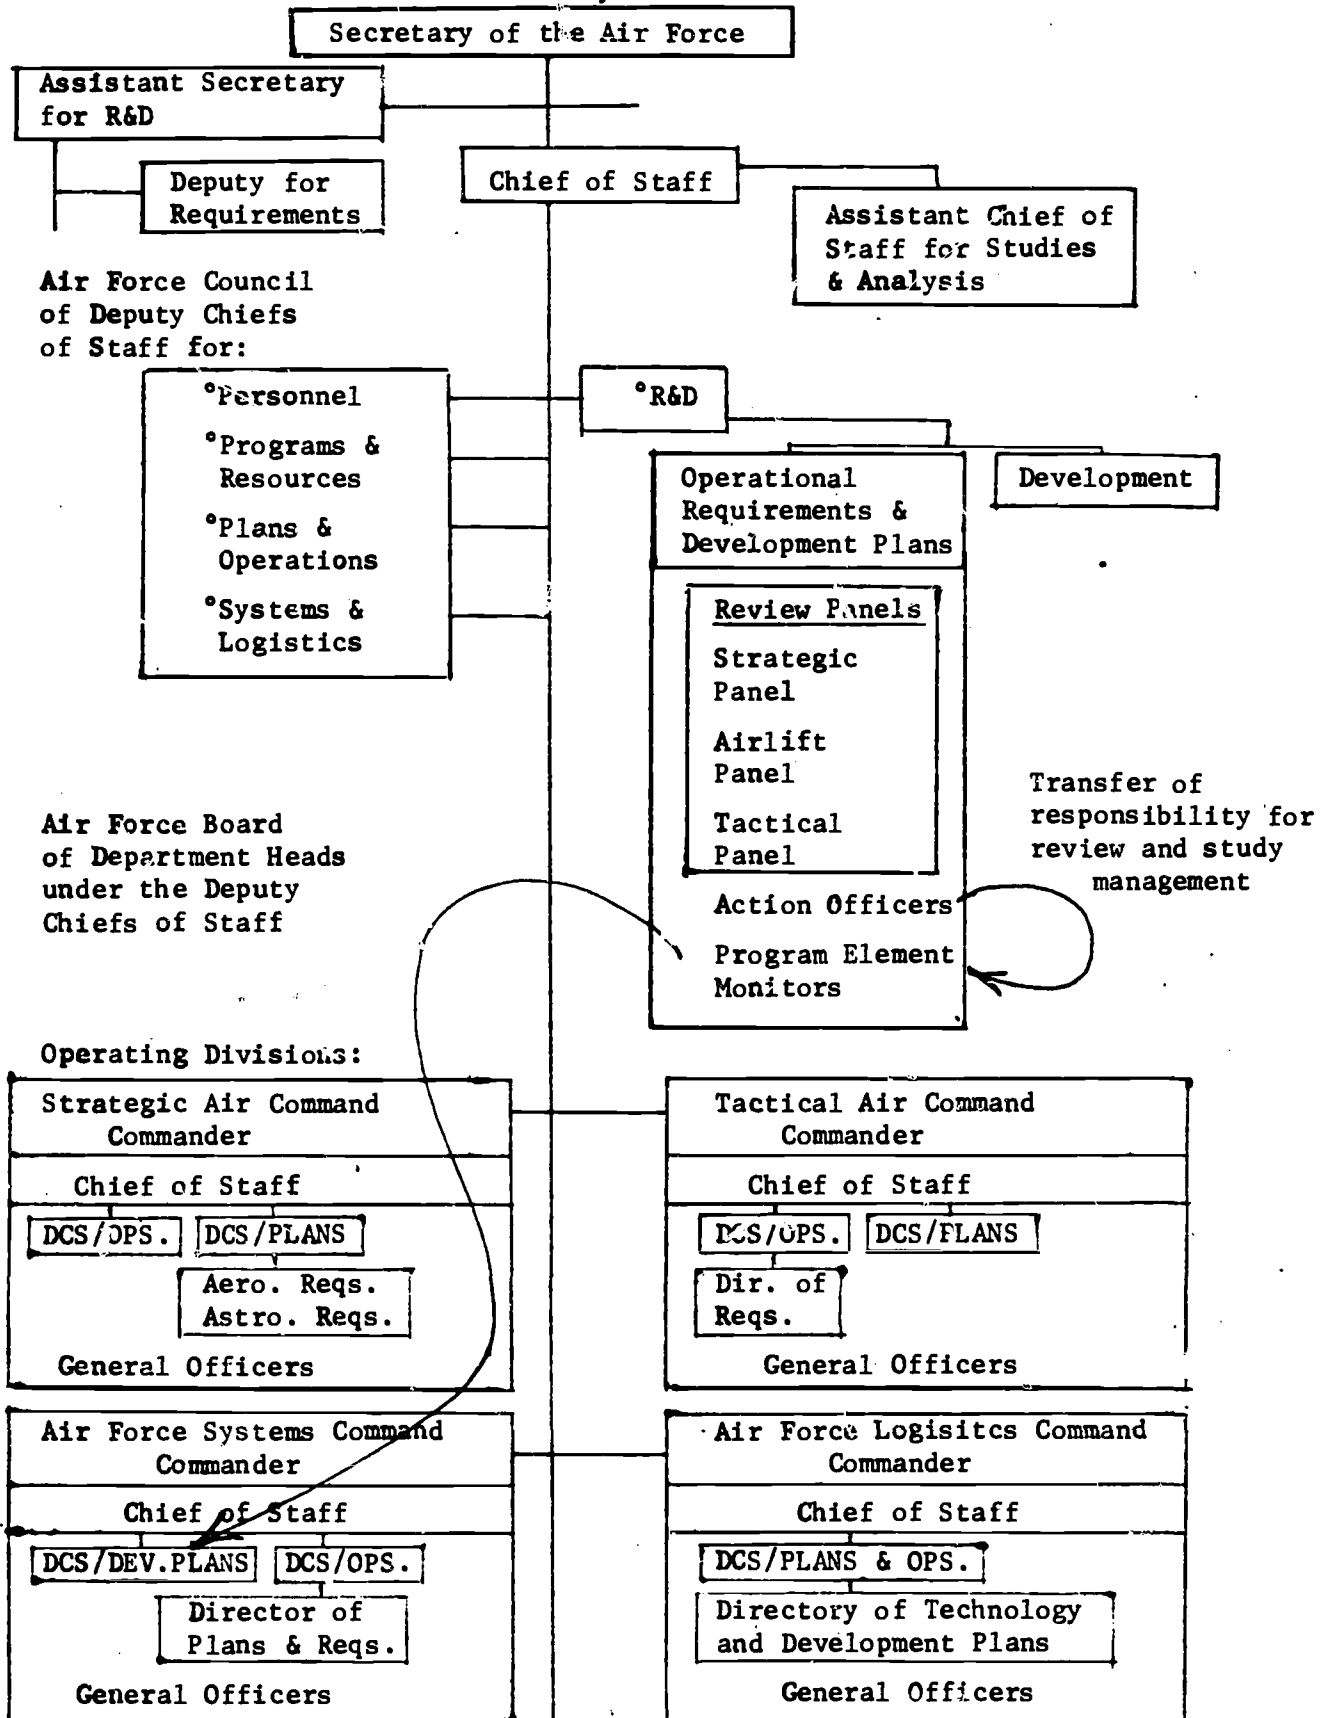 Secretary of the Air Force
Assistant Secretary
for R&D
Deputy for
Requirements
Chief of Staff
Assistant Chief of
Staff for Studies
& Analysis
Air Force Council
of Deputy Chiefs
of Staff for:
°Personnel
°Programs &
Resources
°Plans &
Operations
°Systems &
Logistics
°R&D
Operational
Requirements &
Development Plans
Development
Review Panels
Strategic
Panel
Airlift
Panel
Tactical
Panel
Action Officers
Program Element
Monitors
Transfer of
responsibility for
review and study
management
Air Force Board
of Department Heads
under the Deputy
Chiefs of Staff
Operating Divisions:
Strategic Air Command
Commander
Chief of Staff
DCS/OPS.
DCS/PLANS
Aero. Reqs.
Astro. Reqs.
General Officers
Tactical Air Command
Commander
Chief of Staff
DCS/OPS.
DCS/PLANS
Dir. of
Reqs.
General Officers
Air Force Systems Command
Commander
Chief of Staff
DCS/DEV.PLANS
DCS/OPS.
Director of
Plans & Reqs.
General Officers
Air Force Logisitcs Command
Commander
Chief of Staff
DCS/PLANS & OPS.
Directory of Technology
and Development Plans
General Officers